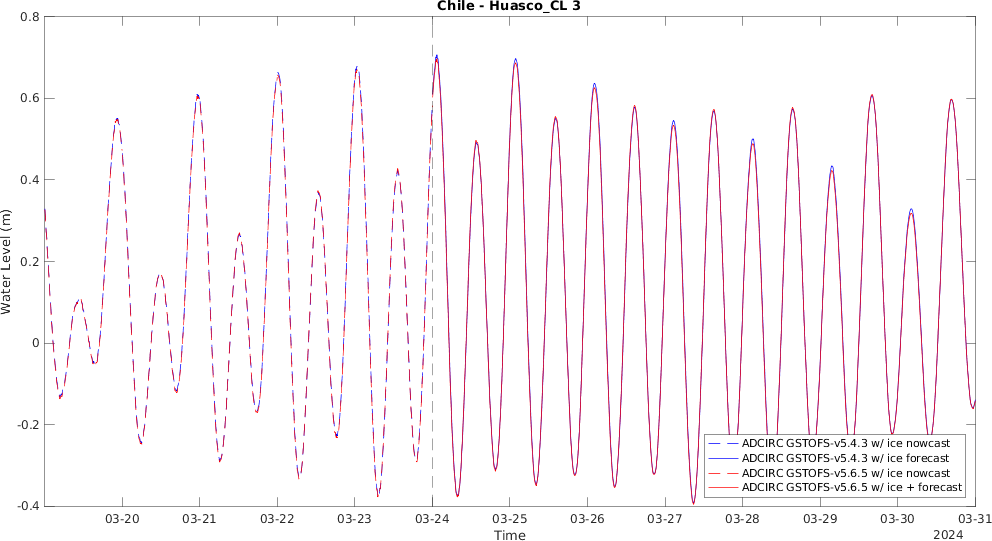 Chile - Huasco_CL 3
0.8
0.6
0.4
0.2
0
-0.2
-0.4
Water Level (m)
ADCIRC GSTOFS-v5.4.3 w/ ice nowcast
ADCIRC GSTOFS-v5.4.3 w/ ice forecast
ADCIRC GSTOFS-v5.6.5 w/ ice nowcast
ADCIRC GSTOFS-v5.6.5 w/ ice + forecast
03-20 03-21 03-22 03-23 03-24 03-25 03-26 03-27 03-28 03-29 03-30 03-31
Time
2024